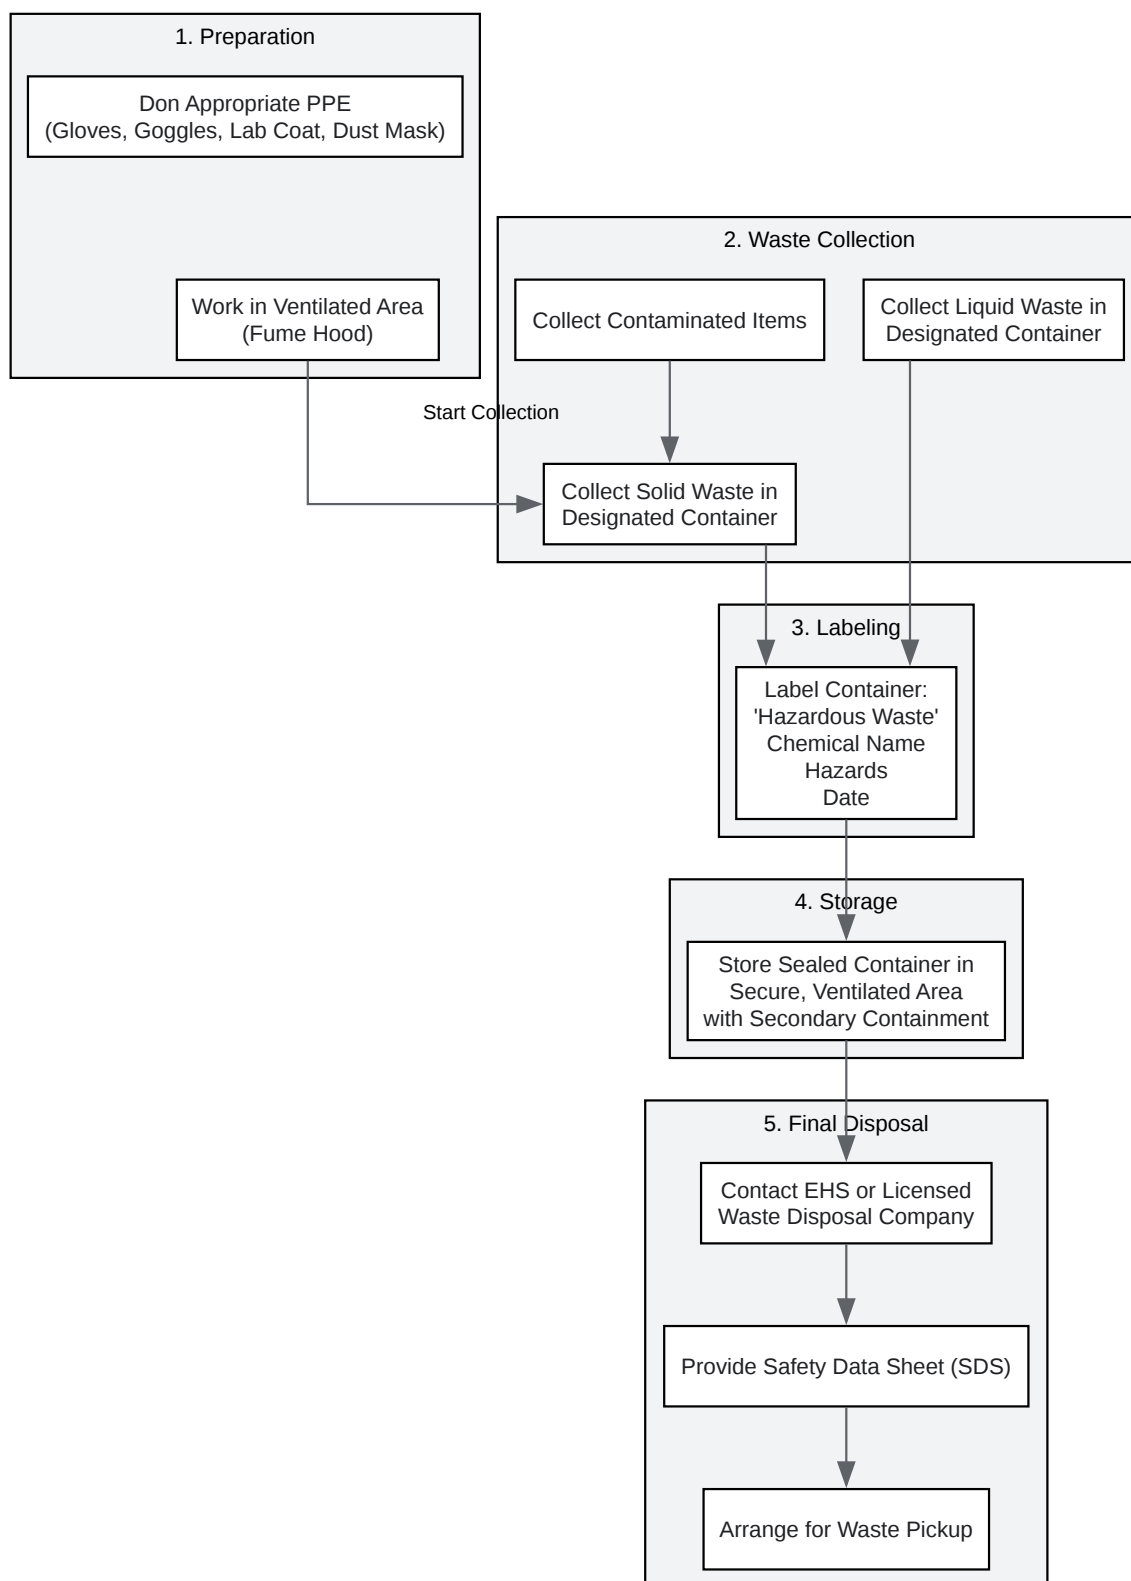 1. Preparation
Don Appropriate PPE
(Gloves, Goggles, Lab Coat, Dust Mask)
Work in Ventilated Area
(Fume Hood)
Start Collection
2. Waste Collection
Collect Contaminated Items
Collect Liquid Waste in
Designated Container
Collect Solid Waste in
Designated Container
3. Labeling
Label Container:
'Hazardous Waste'
Chemical Name
Hazards
Date
4. Storage
Store Sealed Container in
Secure, Ventilated Area
with Secondary Containment
5. Final Disposal
Contact EHS or Licensed
Waste Disposal Company
Provide Safety Data Sheet (SDS)
Arrange for Waste Pickup